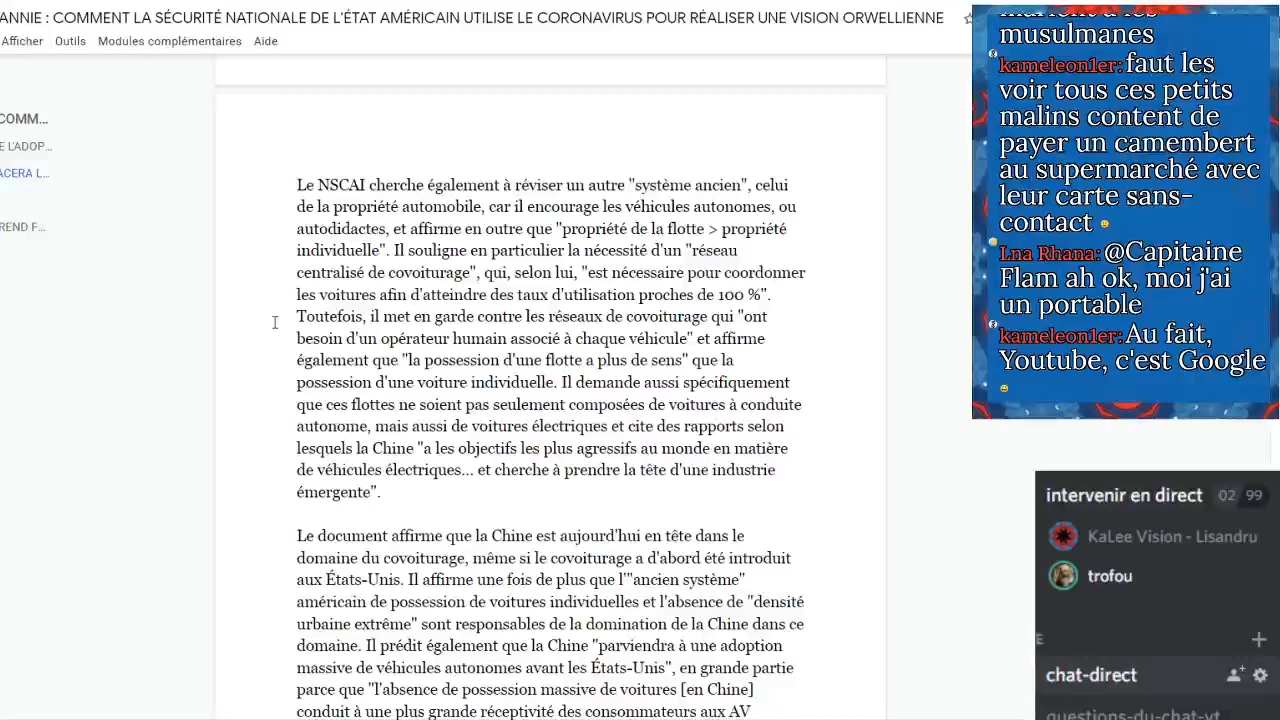 ANNIE : COMMENT LA SÉCURITÉ NATIONALE DE L'ÉTAT AMÉRICAIN UTILISE LE CORONAVIRUS POUR RÉALISER UNE VISION ORWELLIENNE
Afficher Outils Modules complémentaires Aide
COMM...
E L'ADOP...
ACERA L...
REND F...
Le NSCAI cherche également à réviser un autre "système ancien", celui
de la propriété automobile, car il encourage les véhicules autonomes, ou
autodidactes, et affirme en outre que "propriété de la flotte > propriété
individuelle". Il souligne en particulier la nécessité d'un "réseau
centralisé de covoiturage", qui, selon lui, "est nécessaire pour coordonner
les voitures afin d'atteindre des taux d'utilisation proches de 100 %".
Toutefois, il met en garde contre les réseaux de covoiturage qui "ont
besoin d'un opérateur humain associé à chaque véhicule" et affirme
également que "la possession d'une flotte a plus de sens" que la
possession d'une voiture individuelle. Il demande aussi spécifiquement
que ces flottes ne soient pas seulement composées de voitures à conduite
autonome, mais aussi de voitures électriques et cite des rapports selon
lesquels la Chine "a les objectifs les plus agressifs au monde en matière
de véhicules électriques... et cherche à prendre la tête d'une industrie
émergente".
Le document affirme que la Chine est aujourd'hui en tête dans le
domaine du covoiturage, même si le covoiturage a d'abord été introduit
aux États-Unis. Il affirme une fois de plus que l'"ancien système"
américain de possession de voitures individuelles et l'absence de "densité
urbaine extrême" sont responsables de la domination de la Chine dans ce
domaine. Il prédit également que la Chine "parviendra à une adoption
massive de véhicules autonomes avant les États-Unis", en grande partie
parce que "l'absence de possession massive de voitures [en Chine]
conduit à une plus grande réceptivité des consommateurs aux AV
musulmanes
kameleon1er: faut les
voir tous ces petits
malins content de
payer un camembert
au supermarché avec
leur carte sans-
contact
Lna Rhana: @Capitaine
Flam ah ok, moi j'ai
un portable
kameleon1er: Au fait,
Youtube, c'est Google
intervenir en direct 02 99
KaLee Vision - Lisandru
trofou
E
chat-direct
questions-du-chat-yt